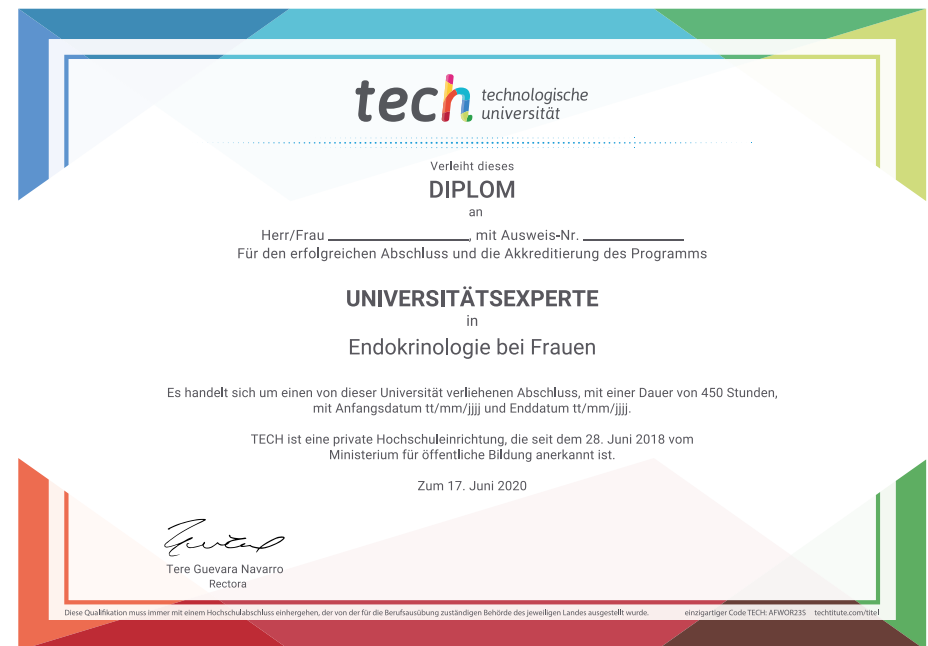 tech technologische
universität
Verleiht dieses
DIPLOM
an
Herr/Frau ____________________, mit Ausweis-Nr. ______________
Für den erfolgreichen Abschluss und die Akkreditierung des Programms
UNIVERSITÄTSEXPERTE
in
Endokrinologie bei Frauen
Es handelt sich um einen von dieser Universität verliehenen Abschluss, mit einer Dauer von 450 Stunden,
mit Anfangsdatum tt/mm/jjjj und Enddatum tt/mm/jjjj.
TECH ist eine private Hochschuleinrichtung, die seit dem 28. Juni 2018 vom
Ministerium für öffentliche Bildung anerkannt ist.
Zum 17. Juni 2020
Tere Guevara Navarro
Rectora
Diese Qualifikation muss immer mit einem Hochschulabschluss einhergehen, der von der für die Berufsausübung zuständigen Behörde des jeweiligen Landes ausgestellt wurde. einzigartiger Code TECH: AFWOR23S techtitute.com/titel